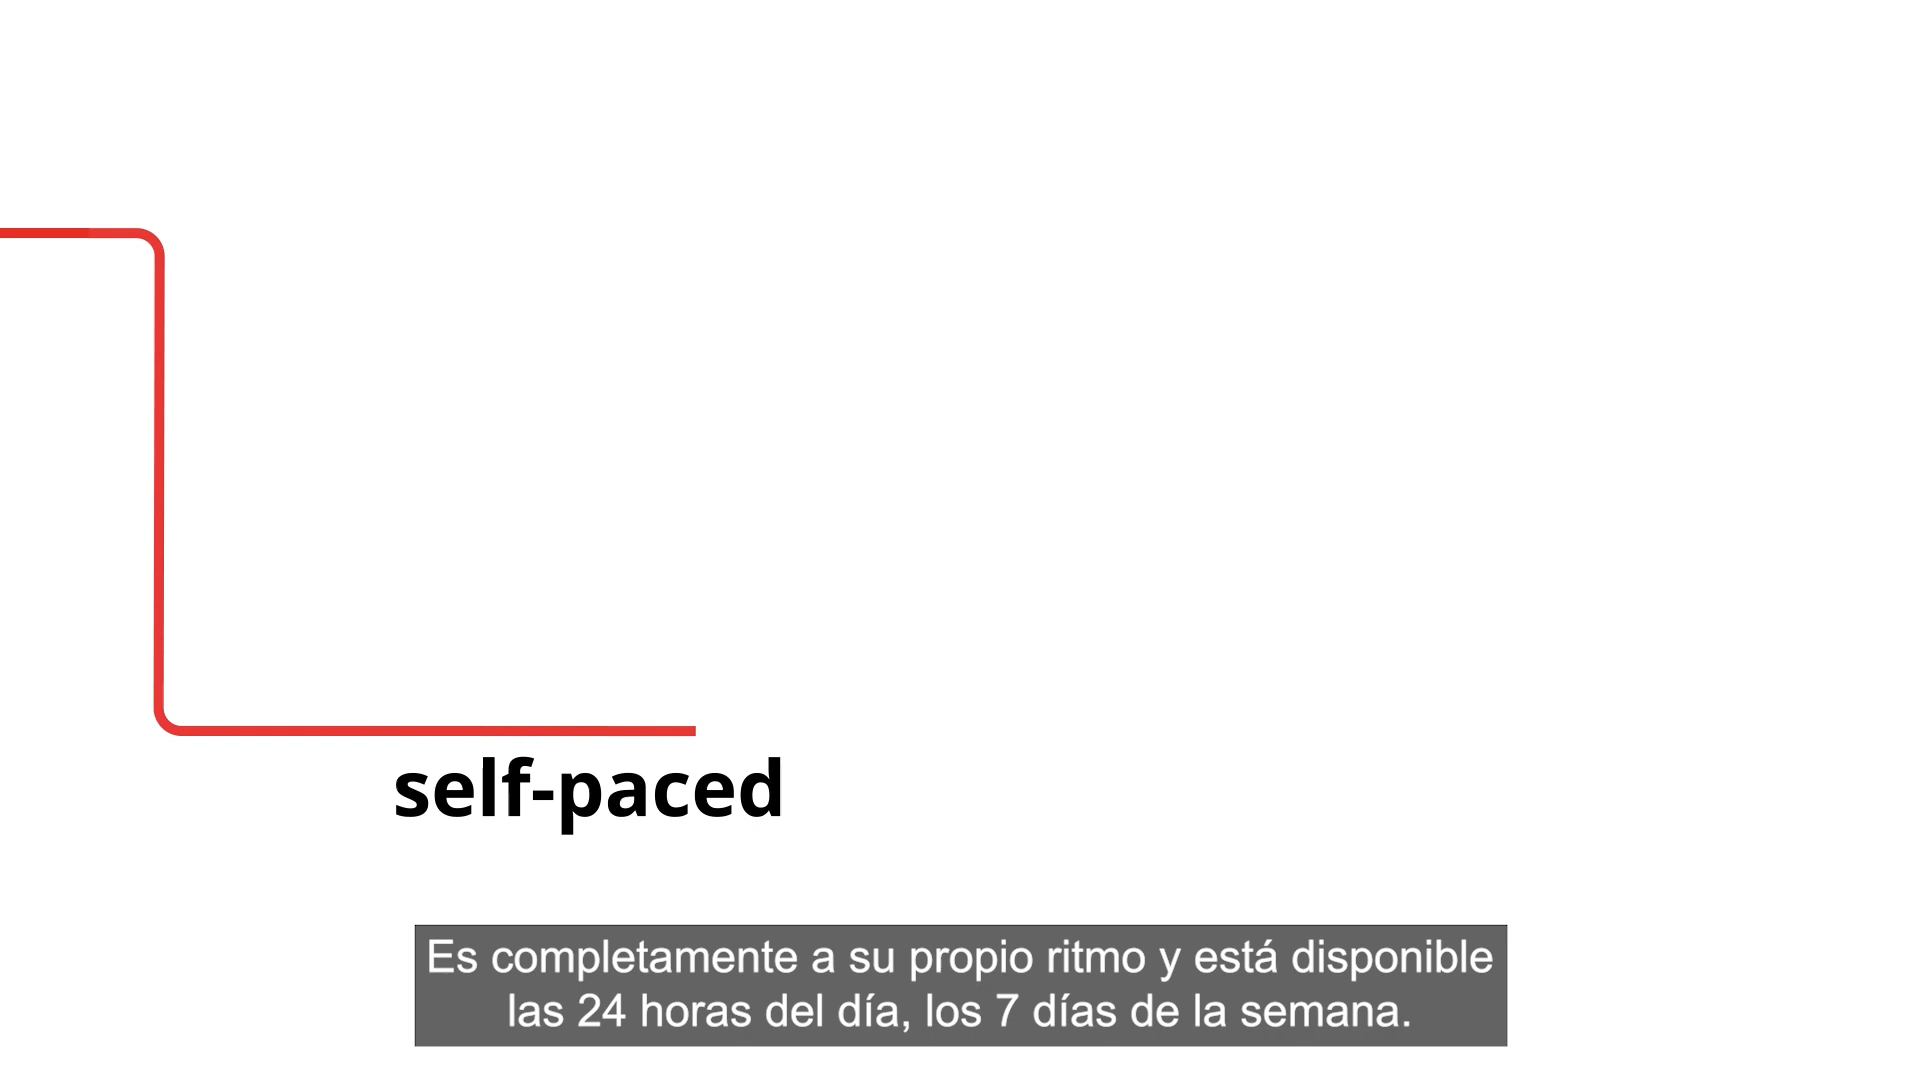 self-paced
Es completamente a su propio ritmo y está disponible
las 24 horas del día, los 7 días de la semana.